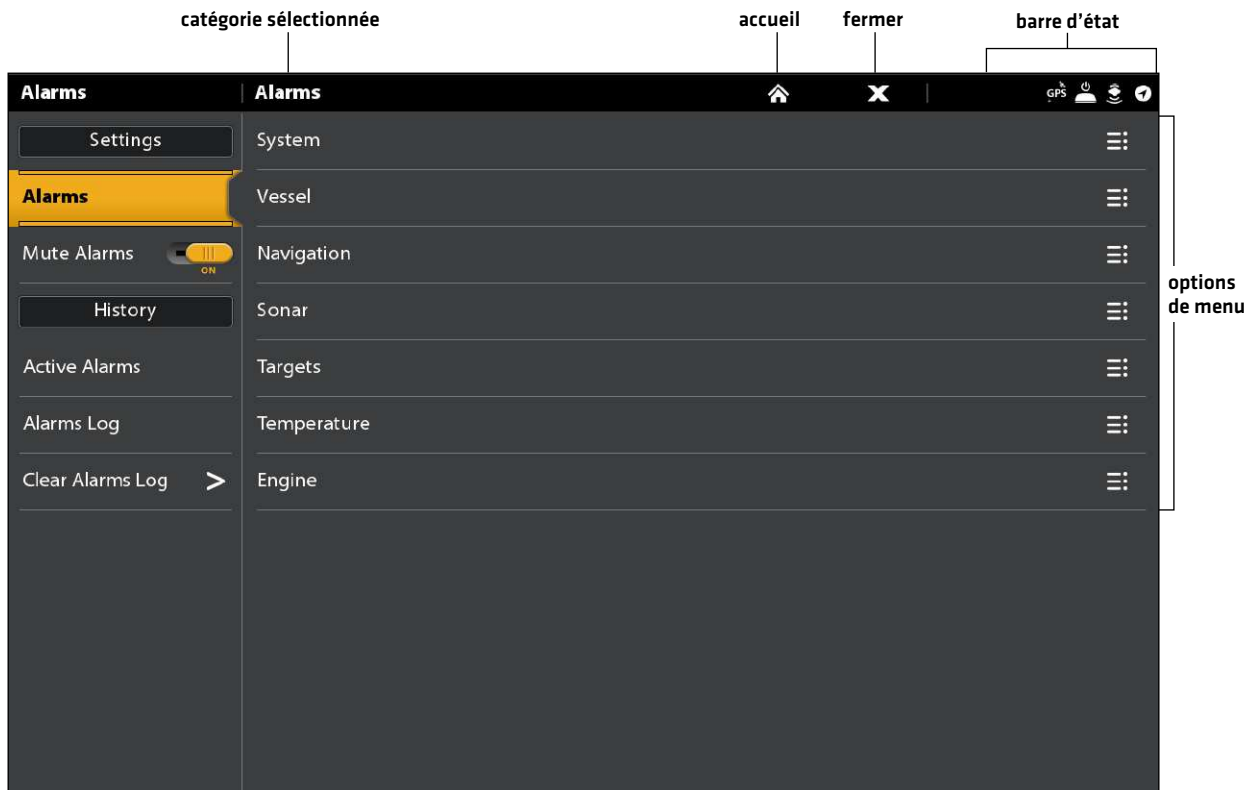 catégorie sélectionnée
accueil
fermer
barre d'état
Alarms
Alarms
GPS
Settings
System
Alarms
Vessel
Mute Alarms
ON
Navigation
options
de menu
History
Sonar
Active Alarms
Targets
Alarms Log
Temperature
Clear Alarms Log
Engine